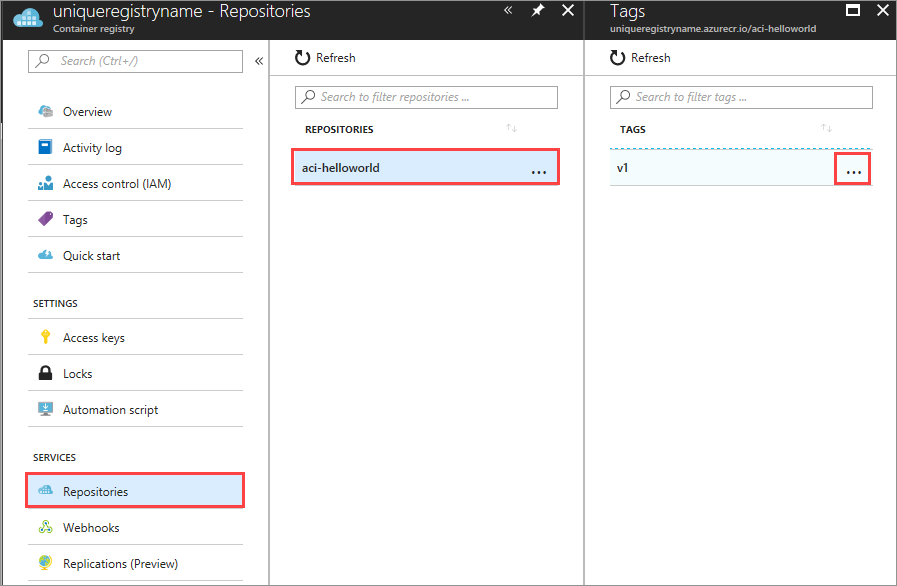 uniqueregistryname - Repositories
Container registry
Search (Ctrl+/)
Overview
Activity log
Access control (IAM)
Tags
Quick start
SETTINGS
Access keys
Locks
Automation script
SERVICES
Repositories
Webhooks
Replications (Preview)
Refresh
Search to filter repositories ...
REPOSITORIES
aci-helloworld
...
Tags
uniqueregistryname.azurecr.io/aci-helloworld
Refresh
Search to filter tags ...
TAGS
v1
...